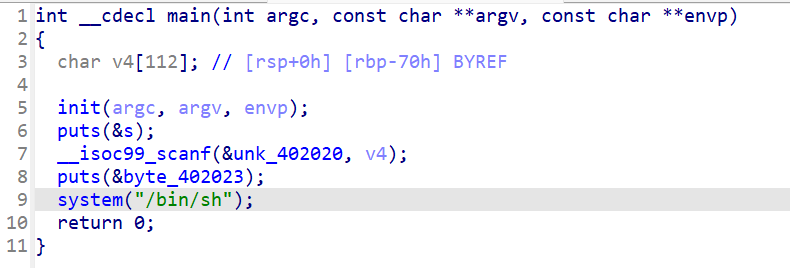 1 int __cdecl main(int argc, const char **argv, const char **envp)
2 {
3 char v4[112]; // [rsp+0h] [rbp-70h] BYREF
4
5 init(argc, argv, envp);
6 puts(&s);
7 __isoc99_scanf(&unk_402020, v4);
8 puts(&byte_402023);
9 system("/bin/sh");
10 return 0;
11 }